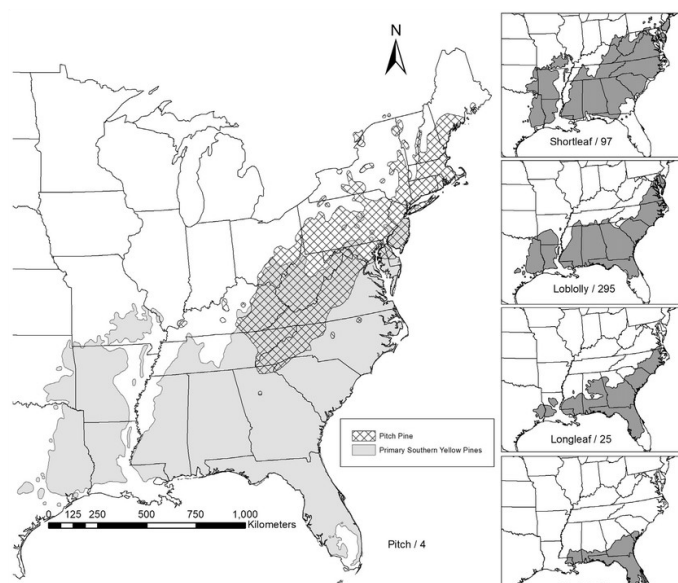 N
Pitch Pine
Primary Southern Yellow Pines
0 125 250 500 750 1,000
Kilometers
Pitch / 4
Shortleaf / 97
Loblolly / 295
Longleaf / 25